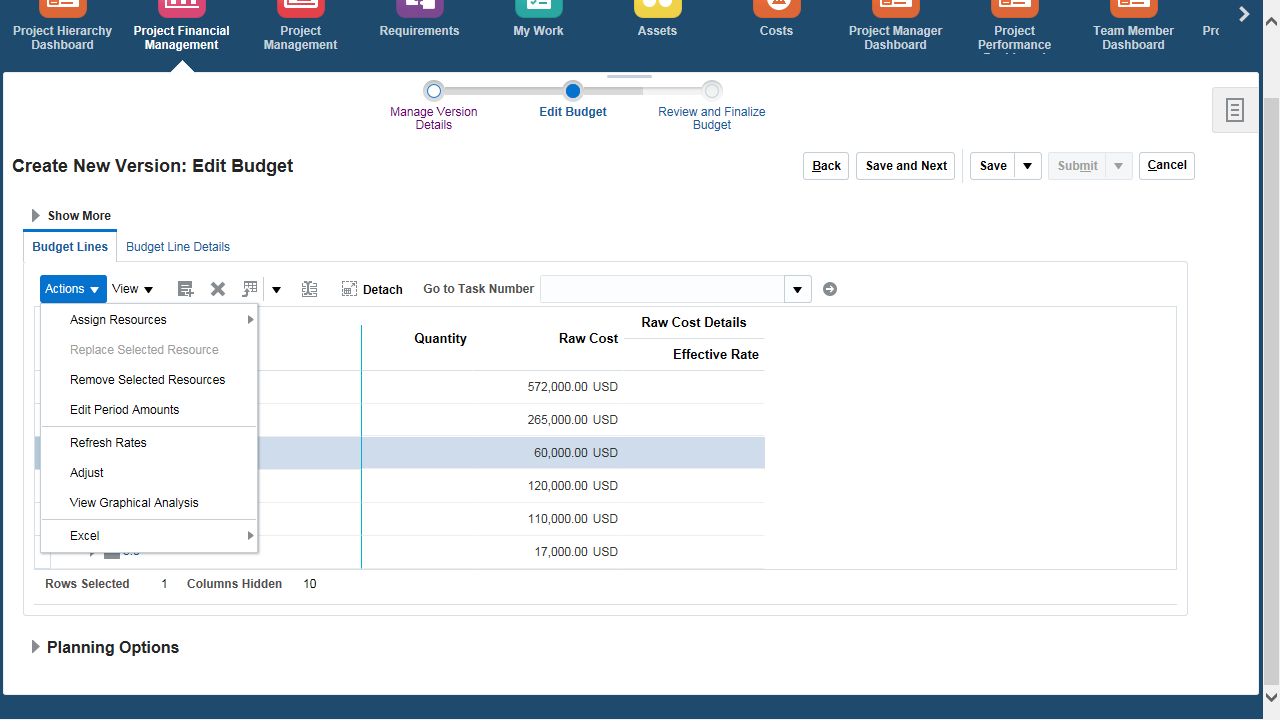 Project Hierarchy
Dashboard
Project Financial
Management
Project
Management
Requirements
My Work
Assets
Costs
Project Manager
Dashboard
Project
Performance
Team Member
Dashboard
Manage Version
Details
Edit Budget
Review and Finalize
Budget
Create New Version: Edit Budget
Back
Save and Next
Save
Submit
Cancel
Show More
Budget Lines
Budget Line Details
Actions
View
Detach
Go to Task Number
Assign Resources
Replace Selected Resource
Remove Selected Resources
Edit Period Amounts
Refresh Rates
Adjust
View Graphical Analysis
Excel
Quantity
Raw Cost
Raw Cost Details
Effective Rate
572,000.00 USD
265,000.00 USD
60,000.00 USD
120,000.00 USD
110,000.00 USD
17,000.00 USD
Rows Selected 1 Columns Hidden 10
Planning Options